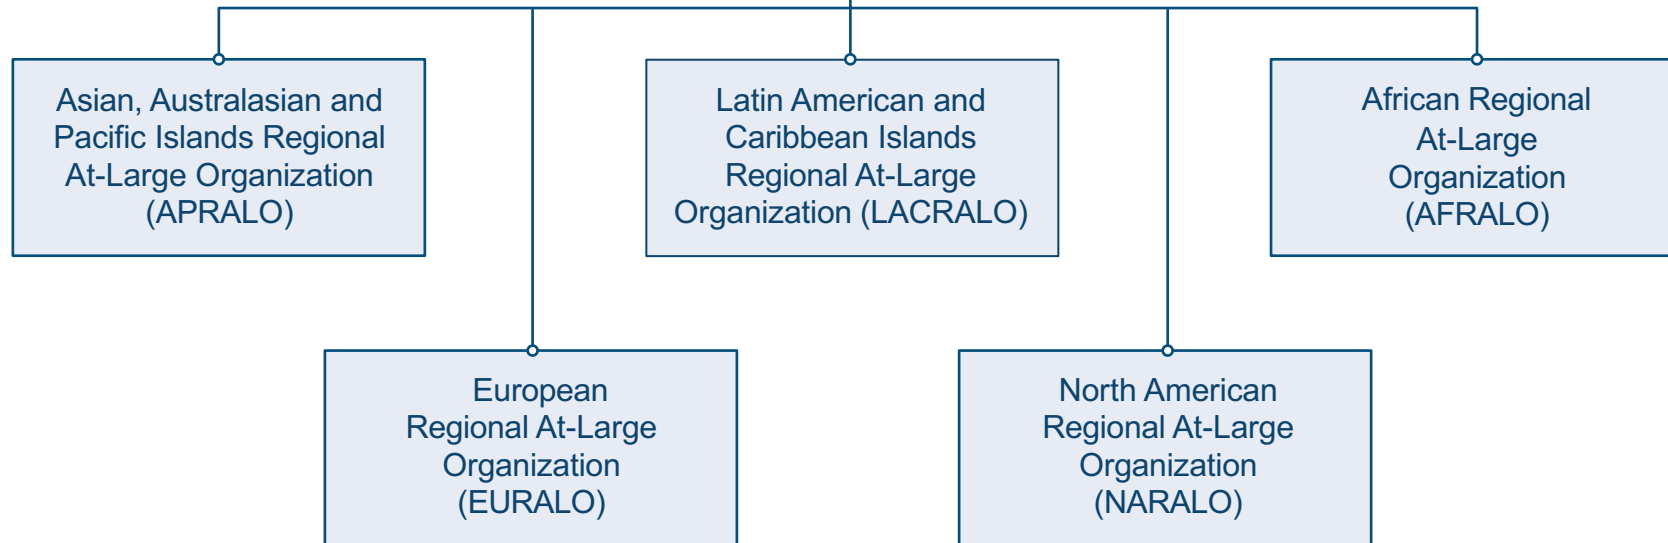 Asian, Australasian and
Pacific Islands Regional
At-Large Organization
(APRALO)
Latin American and
Caribbean Islands
Regional At-Large
Organization (LACRALO)
African Regional
At-Large
Organization
(AFRALO)
European
Regional At-Large
Organization
(EURALO)
North American
Regional At-Large
Organization
(NARALO)